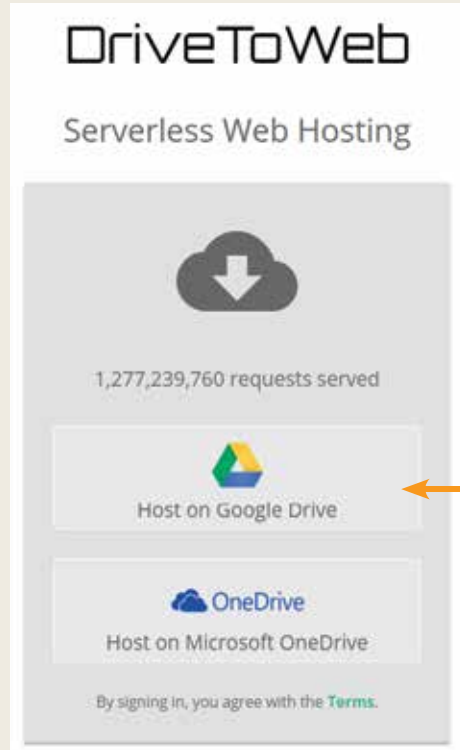 DriveToWeb
Serverless Web Hosting
1,277,239,760 requests served
Host on Google Drive
OneDrive
Host on Microsoft OneDrive
By signing in, you agree with the Terms.